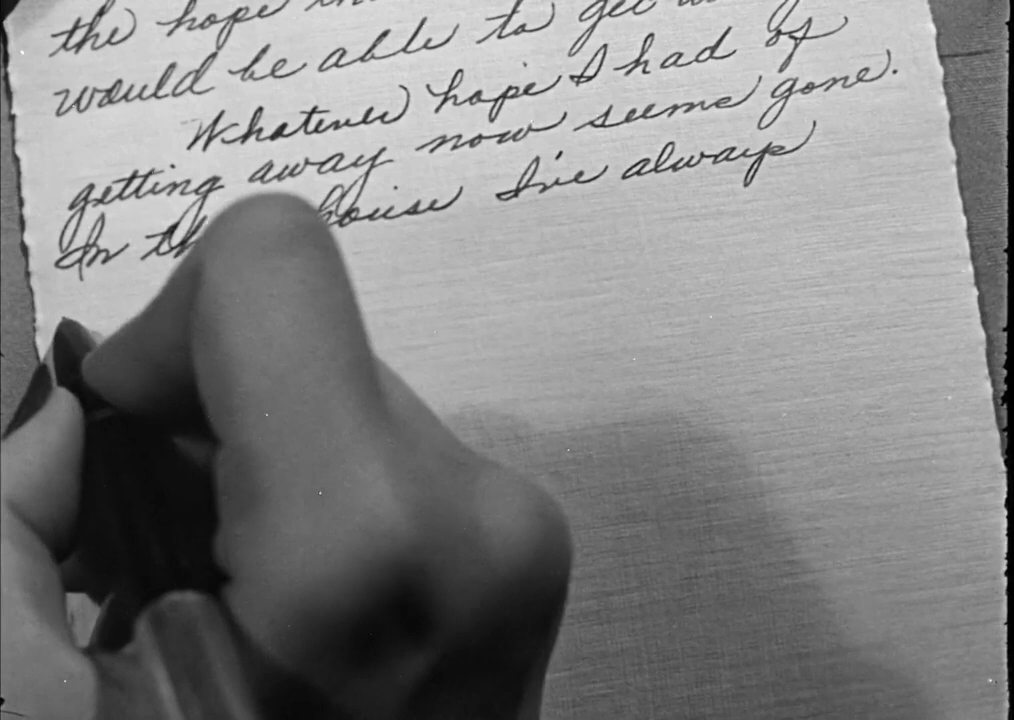 the hope
would be able to get
Whatever hope I had of
getting away now seems gone.
In house I've always